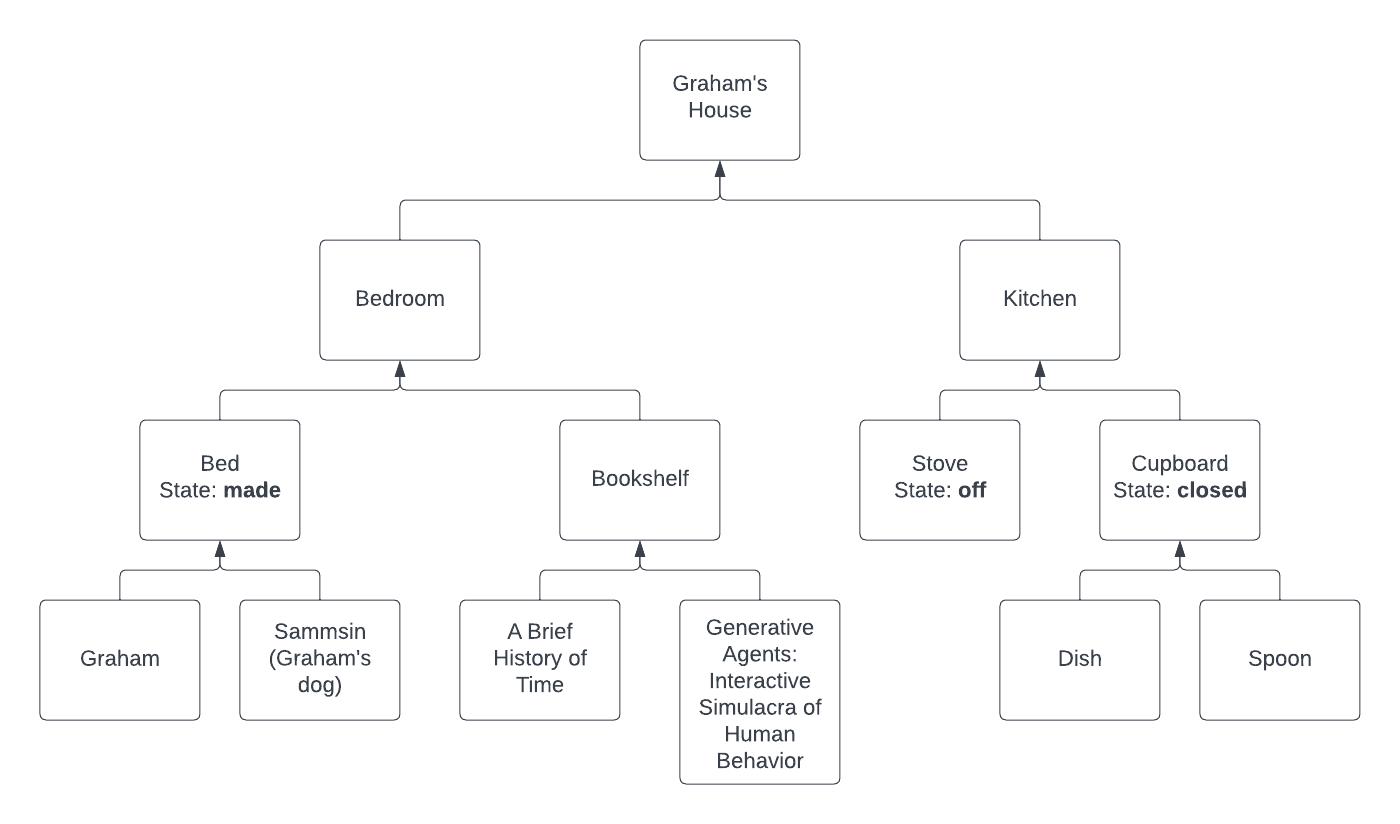 Graham's
House
Bedroom
Kitchen
Bed
State: made
Bookshelf
Stove
State: off
Cupboard
State: closed
Graham
Sammsin
(Graham's
dog)
A Brief
History of
Time
Generative
Agents:
Interactive
Simulacra of
Human
Behavior
Dish
Spoon